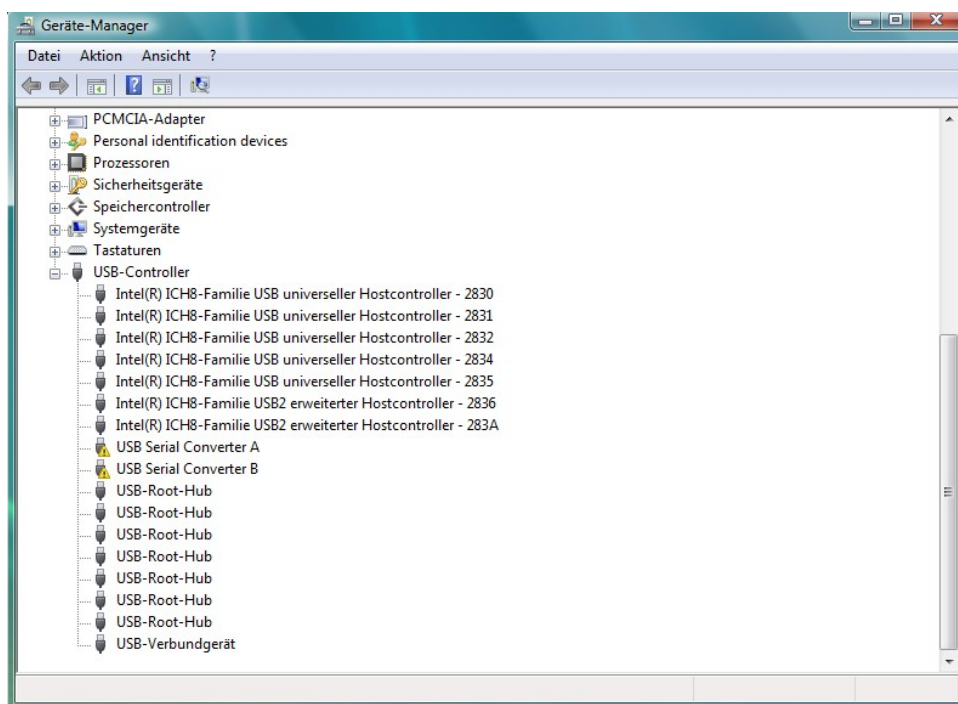 Geräte-Manager
Datei Aktion Ansicht ?
PCMCIA-Adapter
Personal identification devices
Prozessoren
Sicherheitsgeräte
Speichercontroller
Systemgeräte
Tastaturen
USB-Controller
Intel(R) ICH8-Familie USB universeller Hostcontroller - 2830
Intel(R) ICH8-Familie USB universeller Hostcontroller - 2831
Intel(R) ICH8-Familie USB universeller Hostcontroller - 2832
Intel(R) ICH8-Familie USB universeller Hostcontroller - 2834
Intel(R) ICH8-Familie USB universeller Hostcontroller - 2835
Intel(R) ICH8-Familie USB2 erweiterter Hostcontroller - 2836
Intel(R) ICH8-Familie USB2 erweiterter Hostcontroller - 283A
USB Serial Converter A
USB Serial Converter B
USB-Root-Hub
USB-Root-Hub
USB-Root-Hub
USB-Root-Hub
USB-Root-Hub
USB-Root-Hub
USB-Root-Hub
USB-Verbundgerät